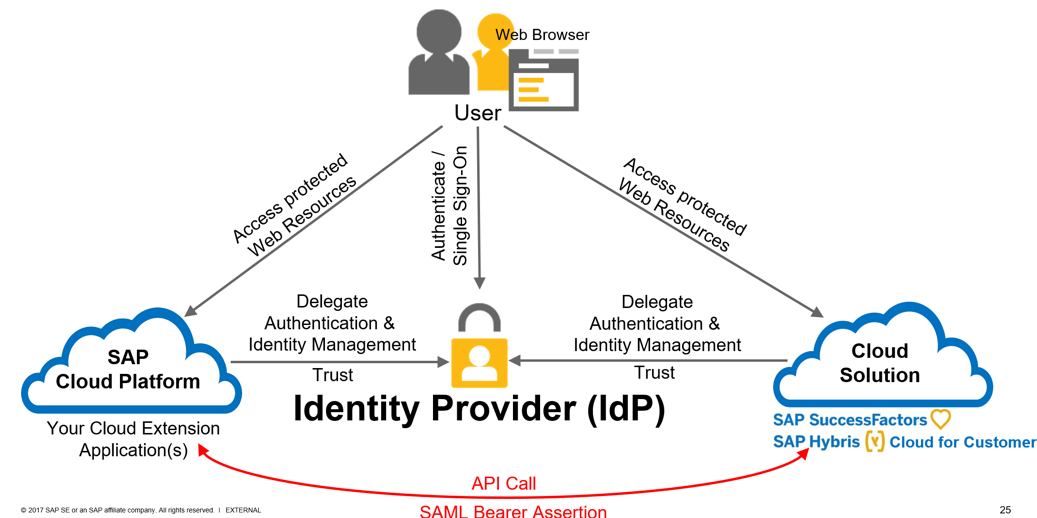 Web Browser
User
Access protected
Web Resources
Authenticate /
Single Sign-On
Access protected
Web Resources
SAP
Cloud Platform
Delegate
Authentication &
Identity Management
Trust
Delegate
Authentication &
Identity Management
Trust
Cloud
Solution
Identity Provider (IdP)
Your Cloud Extension
Application(s)
SAP SuccessFactors
SAP Hybris Cloud for Customer
API Call
SAML Bearer Assertion
© 2017 SAP SE or an SAP affiliate company. All rights reserved. ǀ EXTERNAL
25